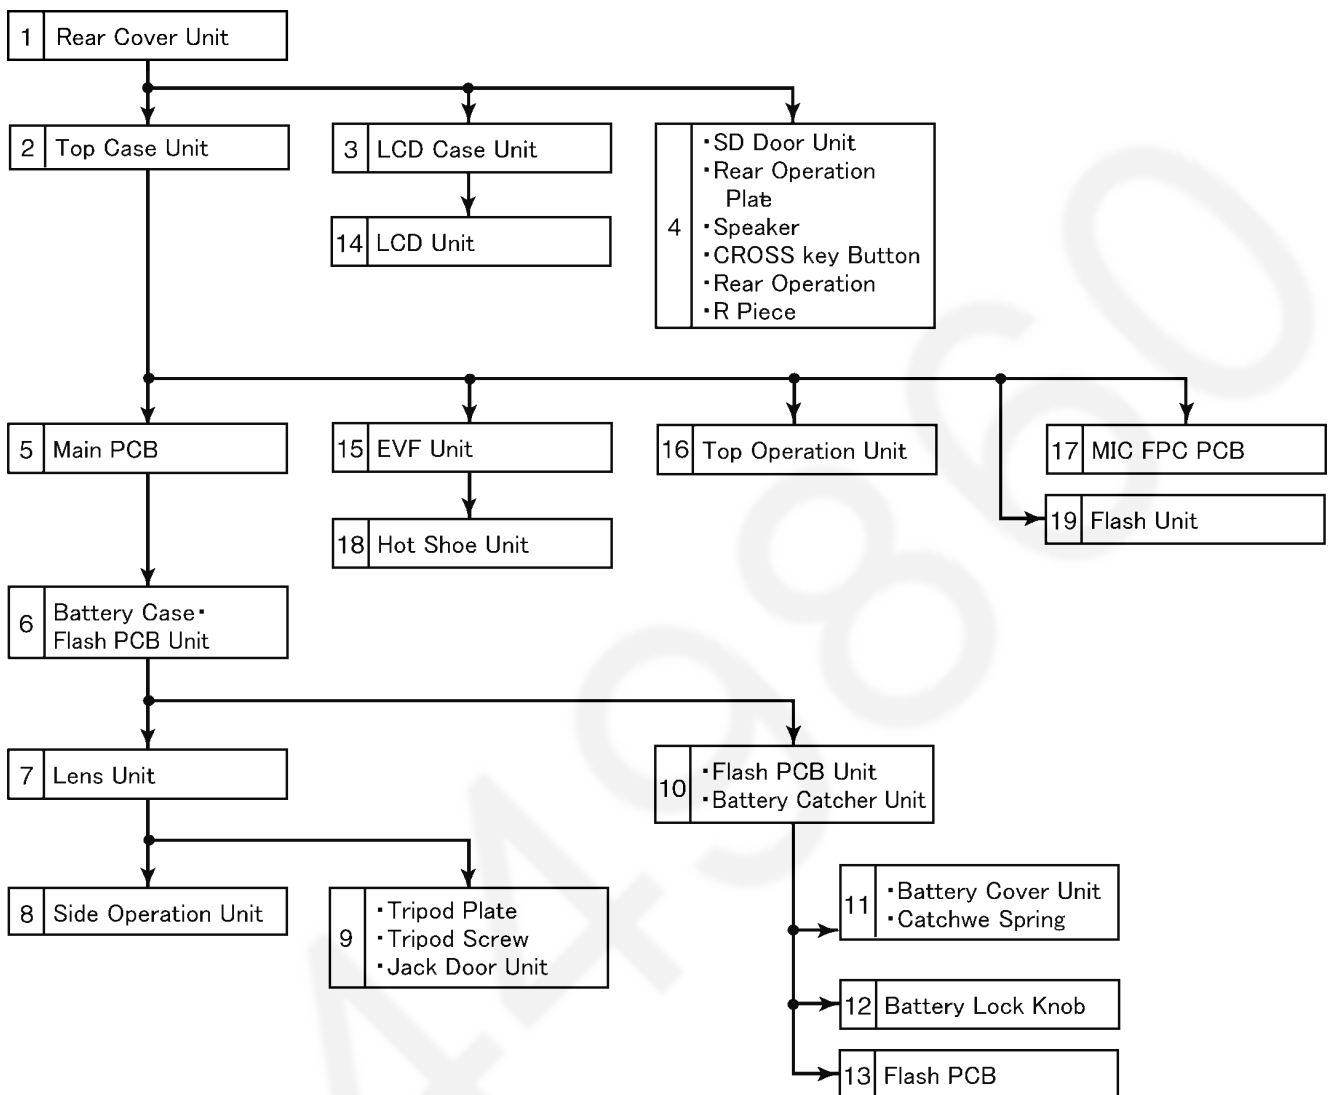 1 Rear Cover Unit
2 Top Case Unit
3 LCD Case Unit
14 LCD Unit
4
・SD Door Unit
・Rear Operation
Plate
・Speaker
・CROSS key Button
・Rear Operation
・R Piece
5 Main PCB
15 EVF Unit
16 Top Operation Unit
17 MIC FPC PCB
19 Flash Unit
18 Hot Shoe Unit
6 Battery Case・
Flash PCB Unit
7 Lens Unit
10 ・Flash PCB Unit
・Battery Catcher Unit
8 Side Operation Unit
9 ・Tripod Plate
・Tripod Screw
・Jack Door Unit
11 ・Battery Cover Unit
・Catchwe Spring
12 Battery Lock Knob
13 Flash PCB
449860